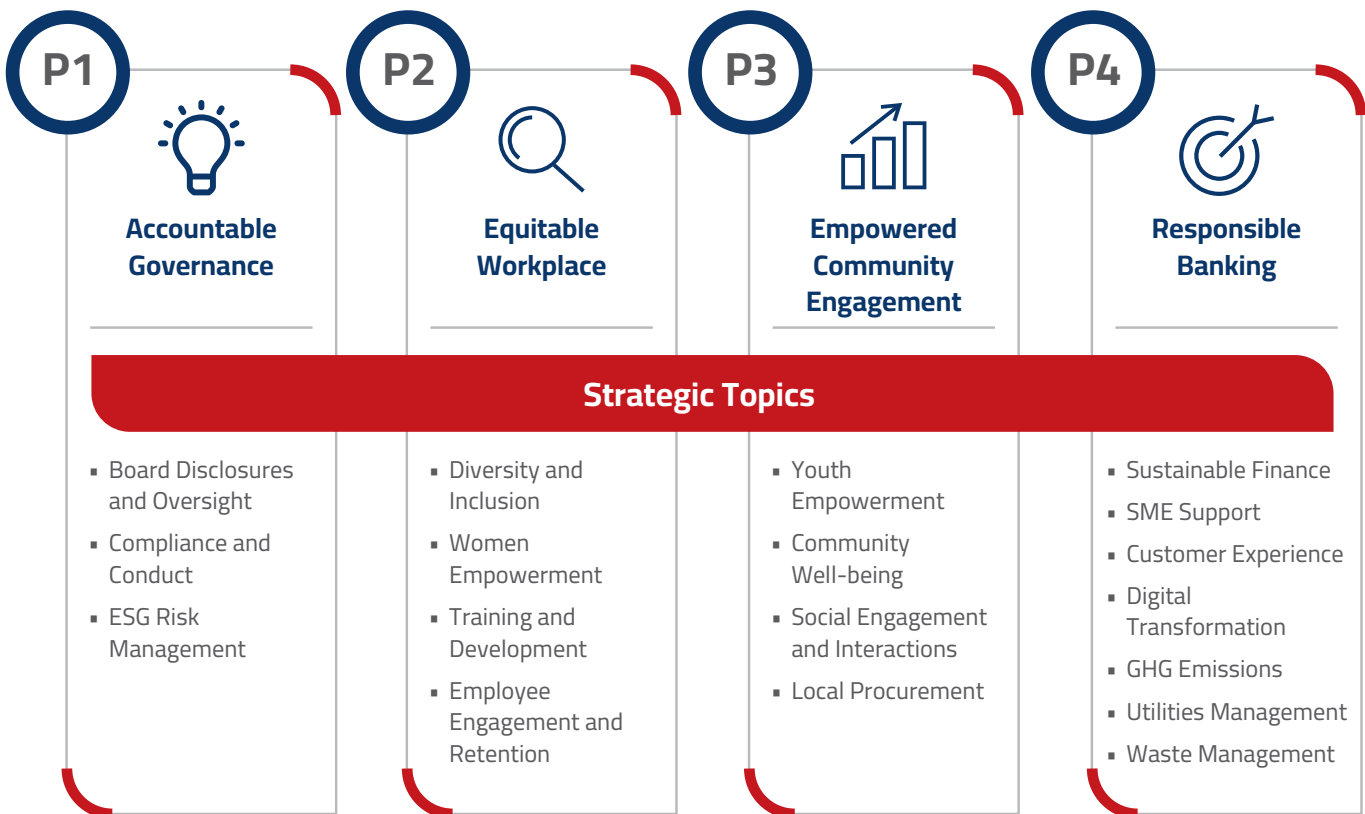 P1
Accountable
Governance
P2
Equitable
Workplace
P3
Empowered
Community
Engagement
P4
Responsible
Banking
Strategic Topics
▪ Board Disclosures
and Oversight
▪ Compliance and
Conduct
▪ ESG Risk
Management
▪ Diversity and
Inclusion
▪ Women
Empowerment
▪ Training and
Development
▪ Employee
Engagement and
Retention
▪ Youth
Empowerment
▪ Community
Well-being
▪ Social Engagement
and Interactions
▪ Local Procurement
▪ Sustainable Finance
▪ SME Support
▪ Customer Experience
▪ Digital
Transformation
▪ GHG Emissions
▪ Utilities Management
▪ Waste Management